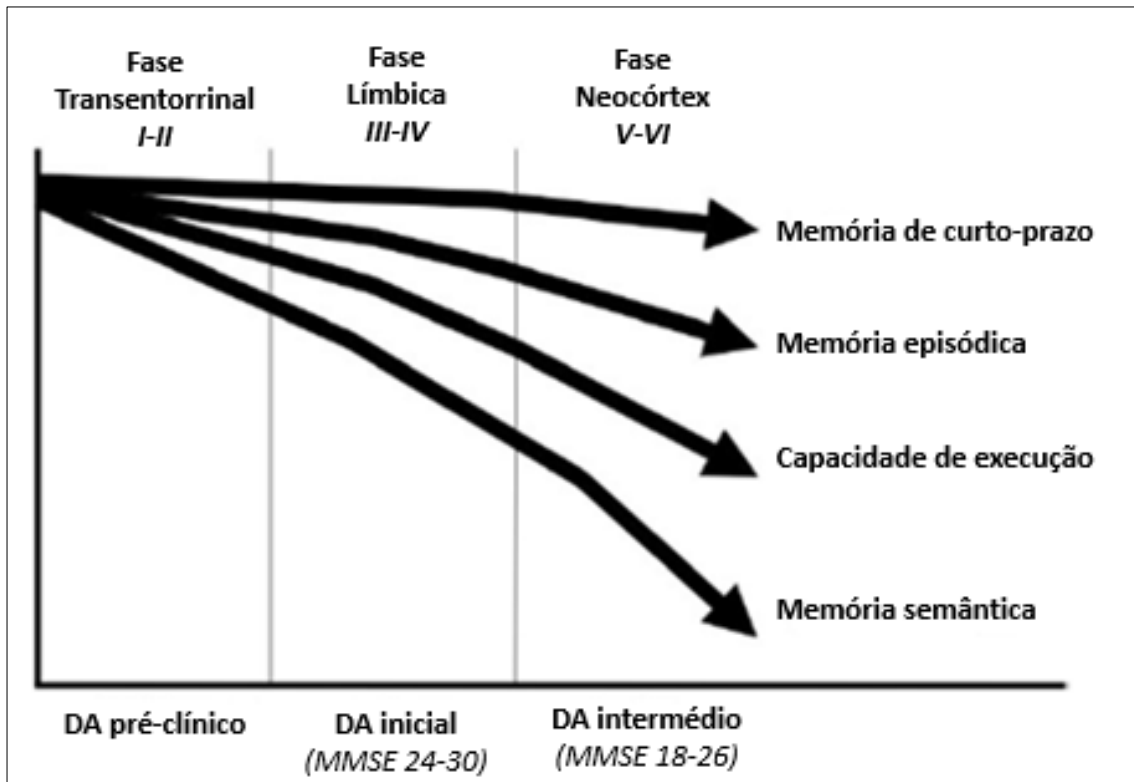 Fase
Transentorrinal
I-II
Fase
Límbica
III-IV
Fase
Neocórtex
V-VI
Memória de curto-prazo
Memória episódica
Capacidade de execução
Memória semântica
DA pré-clínico
DA inicial
(MMSE 24-30)
DA intermédio
(MMSE 18-26)